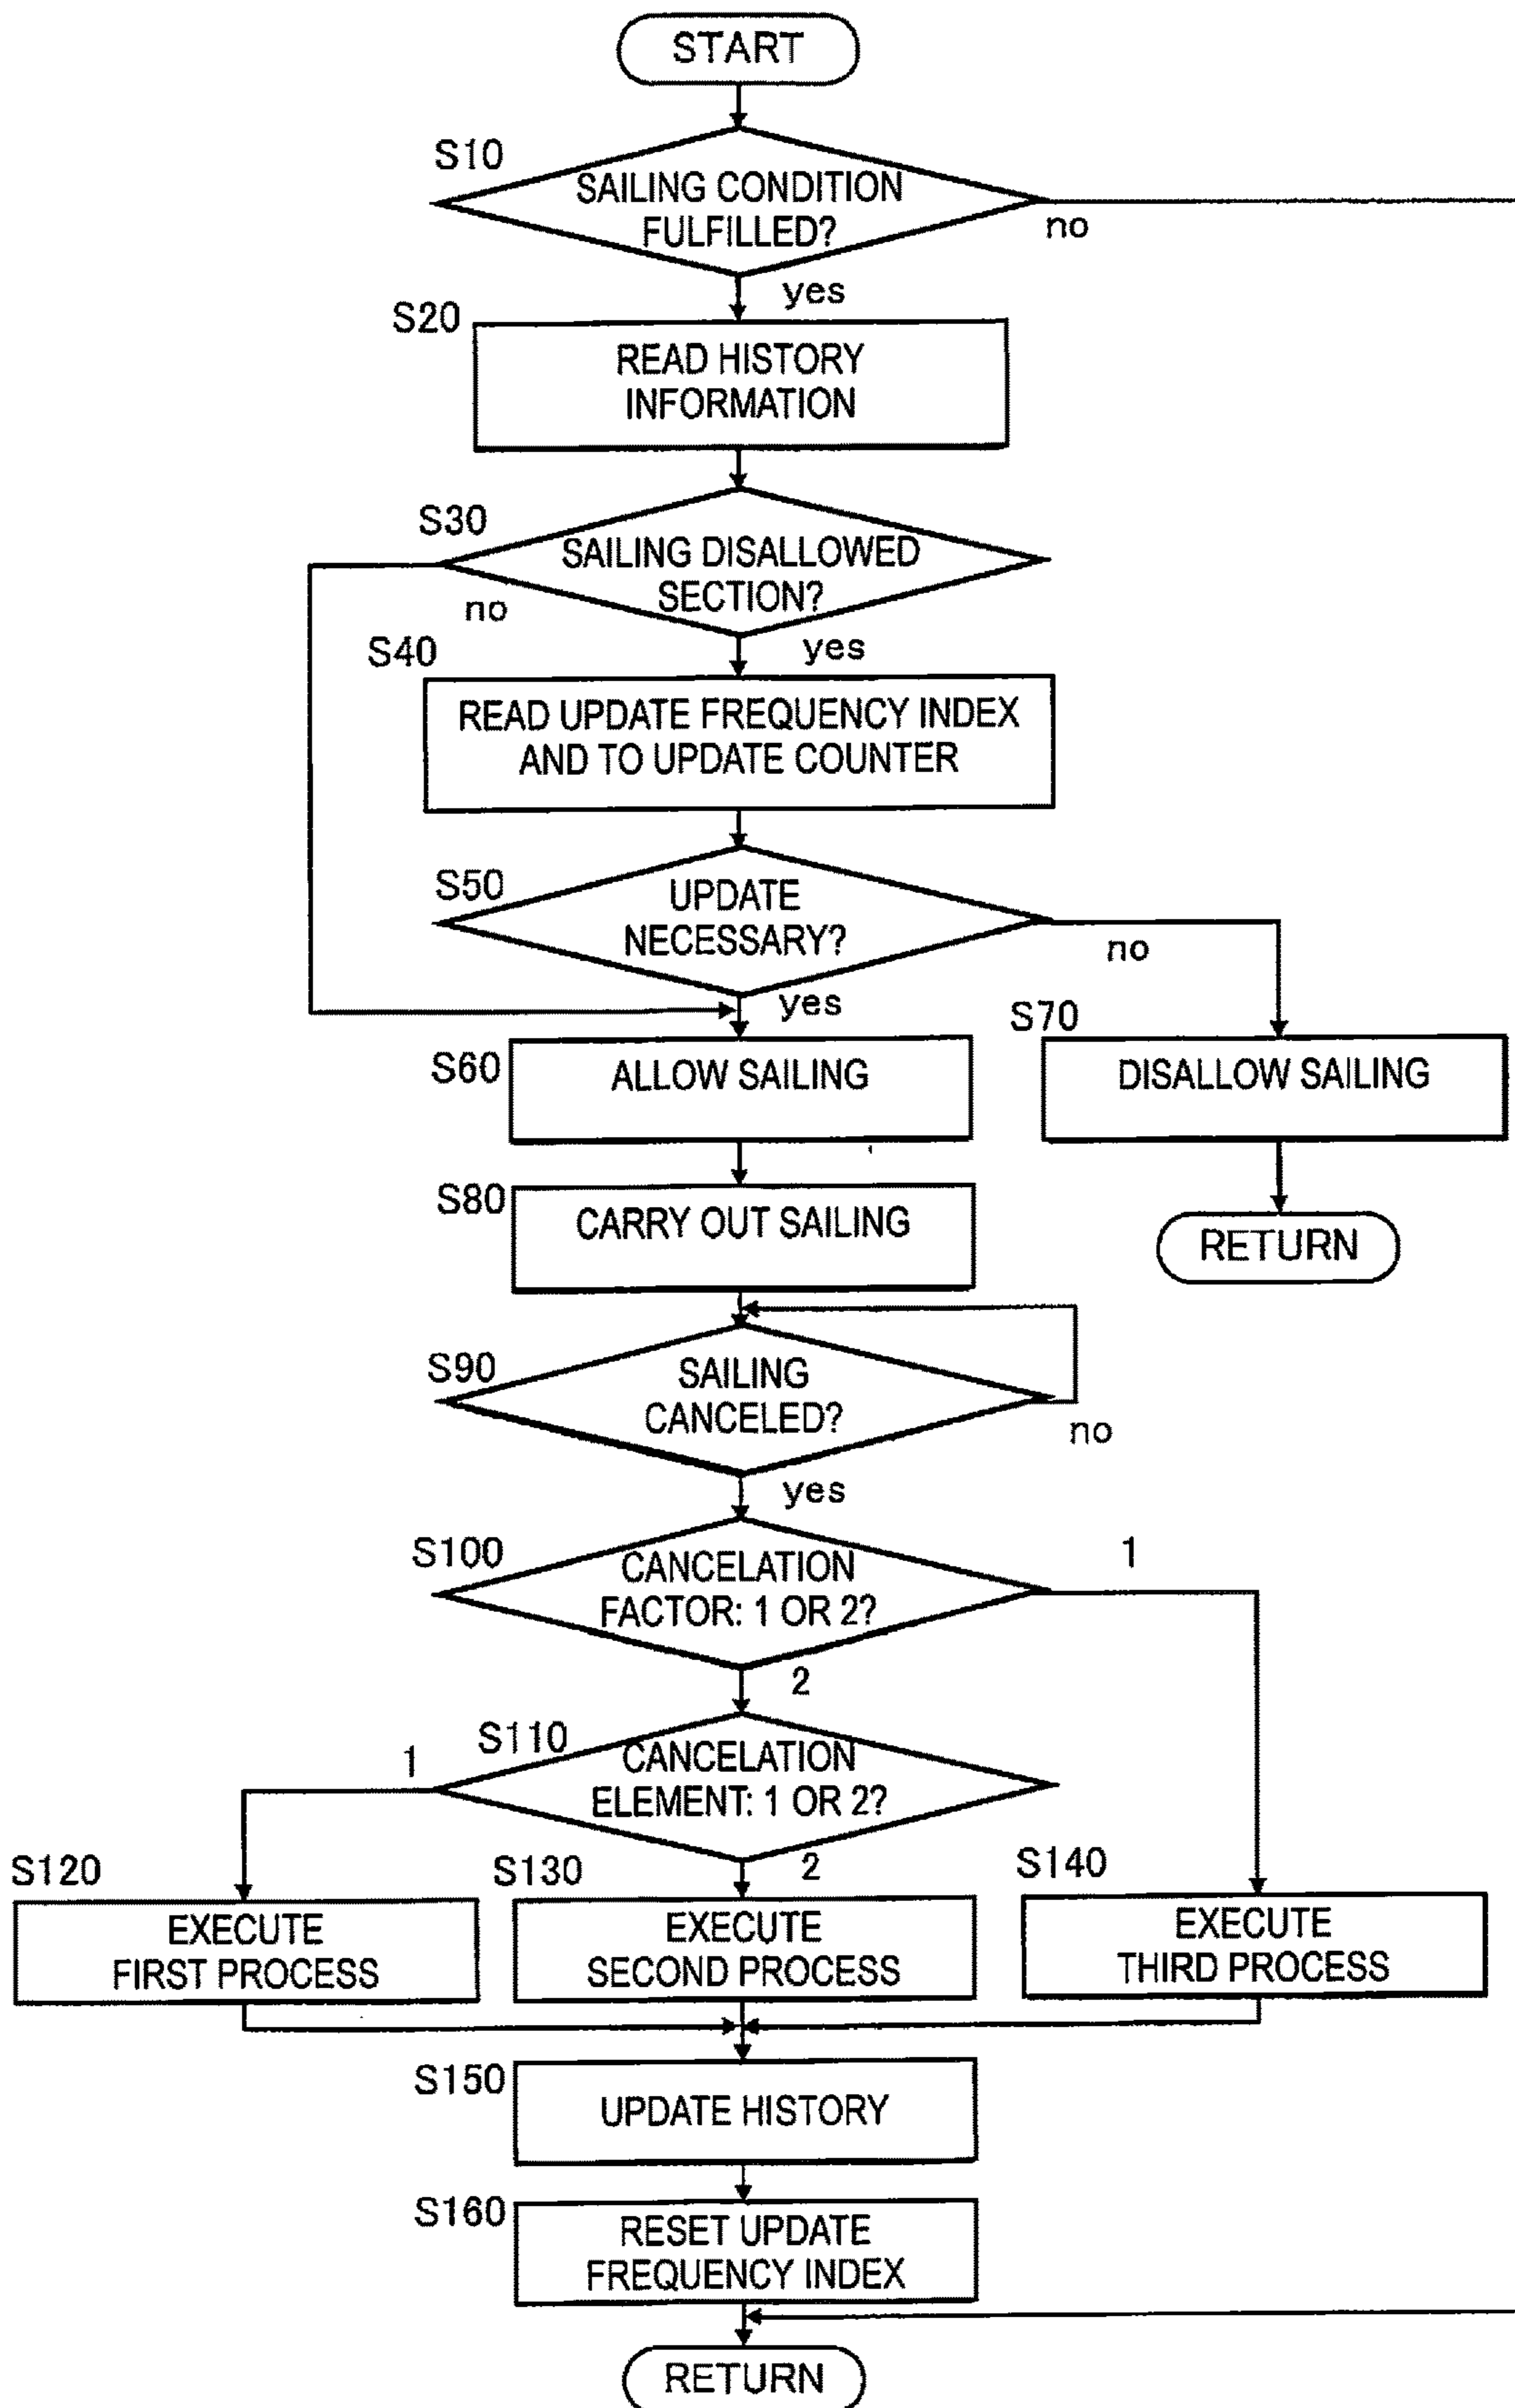 START
S10
SAILING CONDITION
FULFILLED?
no
yes
S20
READ HISTORY
INFORMATION
S30
SAILING DISALLOWED
SECTION?
no
yes
S40
READ UPDATE FREQUENCY INDEX
AND TO UPDATE COUNTER
S50
UPDATE
NECESSARY?
no
yes
S60
ALLOW SAILING
S70
DISALLOW SAILING
S80
CARRY OUT SAILING
RETURN
S90
SAILING
CANCELED?
no
yes
S100
CANCELATION
FACTOR: 1 OR 2?
1
2
S110
CANCELATION
ELEMENT: 1 OR 2?
1
2
S120
EXECUTE
FIRST PROCESS
S130
EXECUTE
SECOND PROCESS
S140
EXECUTE
THIRD PROCESS
S150
UPDATE HISTORY
S160
RESET UPDATE
FREQUENCY INDEX
RETURN